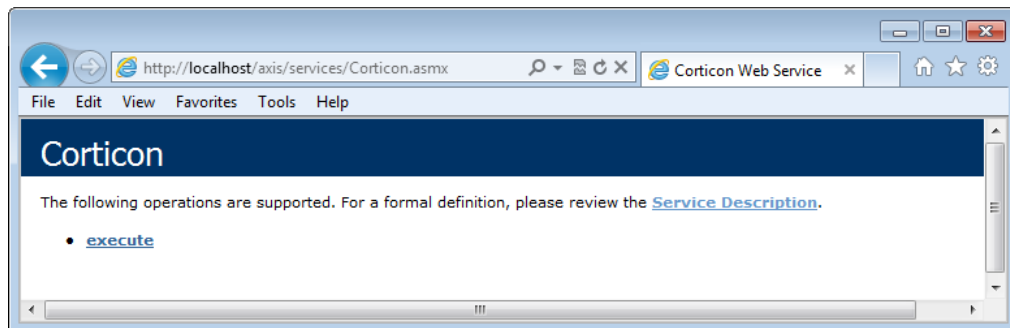 http://localhost/axis/services/Corticon.asmx
Corticon Web Service
File Edit View Favorites Tools Help
Corticon
The following operations are supported. For a formal definition, please review the Service Description.
• execute